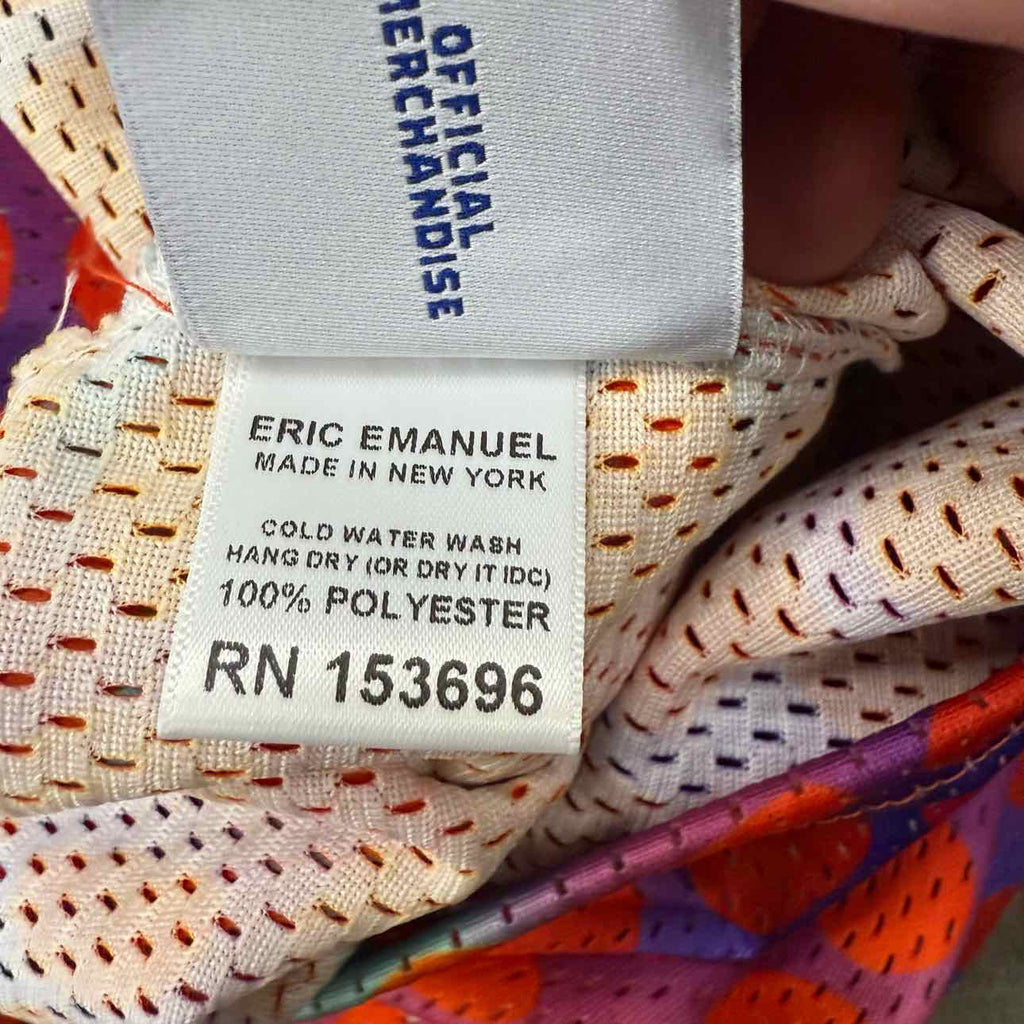 OFFICIAL
MERCHANDISE
ERIC EMANUEL
MADE IN NEW YORK
COLD WATER WASH
HANG DRY (OR DRY IT IDC)
100% POLYESTER
RN 153696